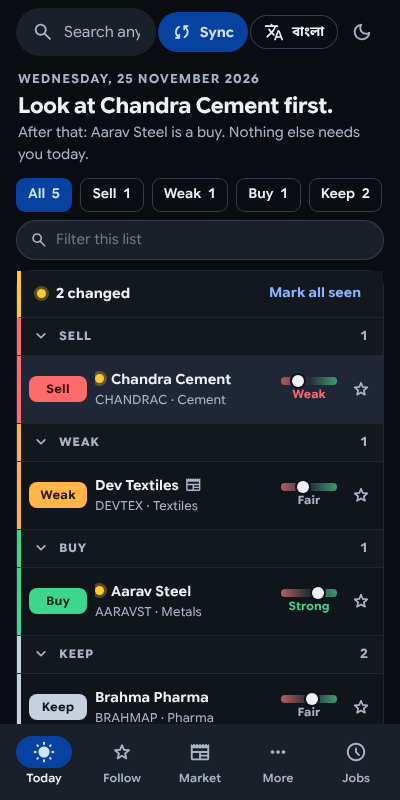 Search any
Sync
বাংলা
WEDNESDAY, 25 NOVEMBER 2026
Look at Chandra Cement first.
After that: Aarav Steel is a buy. Nothing else needs
you today.
All 5
Sell 1
Weak 1
Buy 1
Keep 2
Filter this list
2 changed
Mark all seen
SELL 1
Sell
Chandra Cement
CHANDRAC · Cement
Weak
WEAK 1
Weak
Dev Textiles
DEVTEX · Textiles
Fair
BUY 1
Buy
Aarav Steel
AARAVST · Metals
Strong
KEEP 2
Keep
Brahma Pharma
BRAHMAP · Pharma
Fair
Today
Follow
Market
More
Jobs